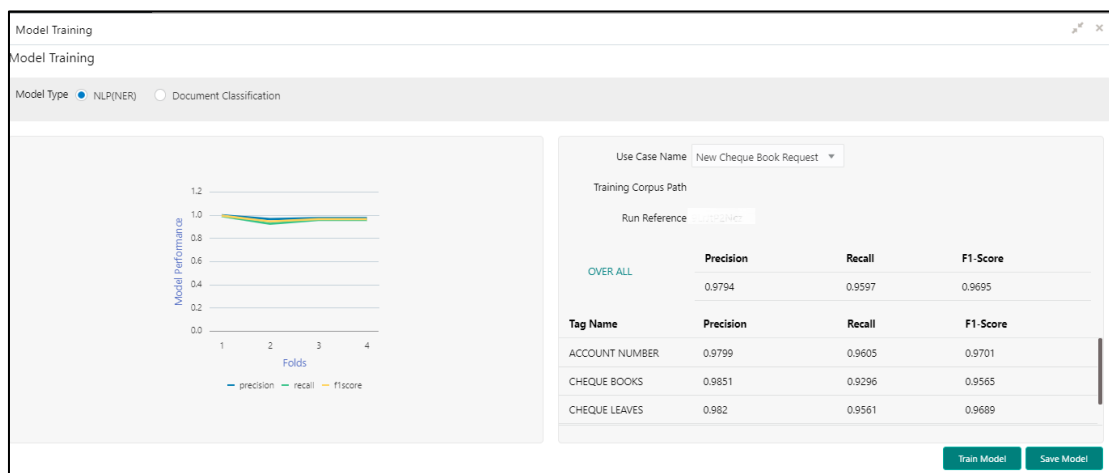 Model Training
Model Training
Model Type NLP(NER) Document Classification
1.2
1.0
0.8
0.6
0.4
0.2
0.0
Model Performance
1 2 3 4
Folds
precision recall f1score
Use Case Name New Cheque Book Request
Training Corpus Path
Run Reference
OVER ALL
Precision Recall F1-Score
0.9794 0.9597 0.9695
Tag Name Precision Recall F1-Score
ACCOUNT NUMBER 0.9799 0.9605 0.9701
CHEQUE BOOKS 0.9851 0.9296 0.9565
CHEQUE LEAVES 0.982 0.9561 0.9689
Train Model Save Model